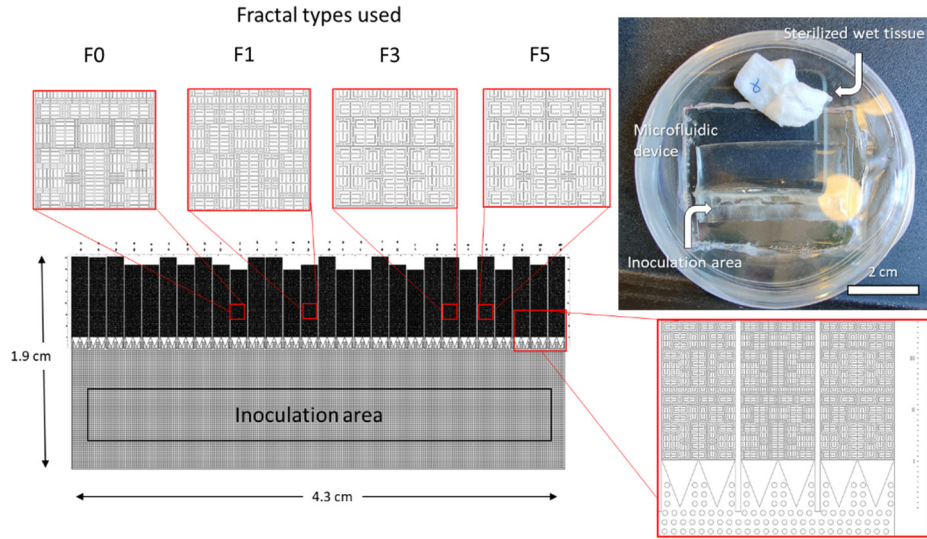 Fractal types used
F0
F1
F3
F5
Sterilized wet tissue
Microfluidic
device
Inoculation area
2 cm
1.9 cm
Inoculation area
4.3 cm